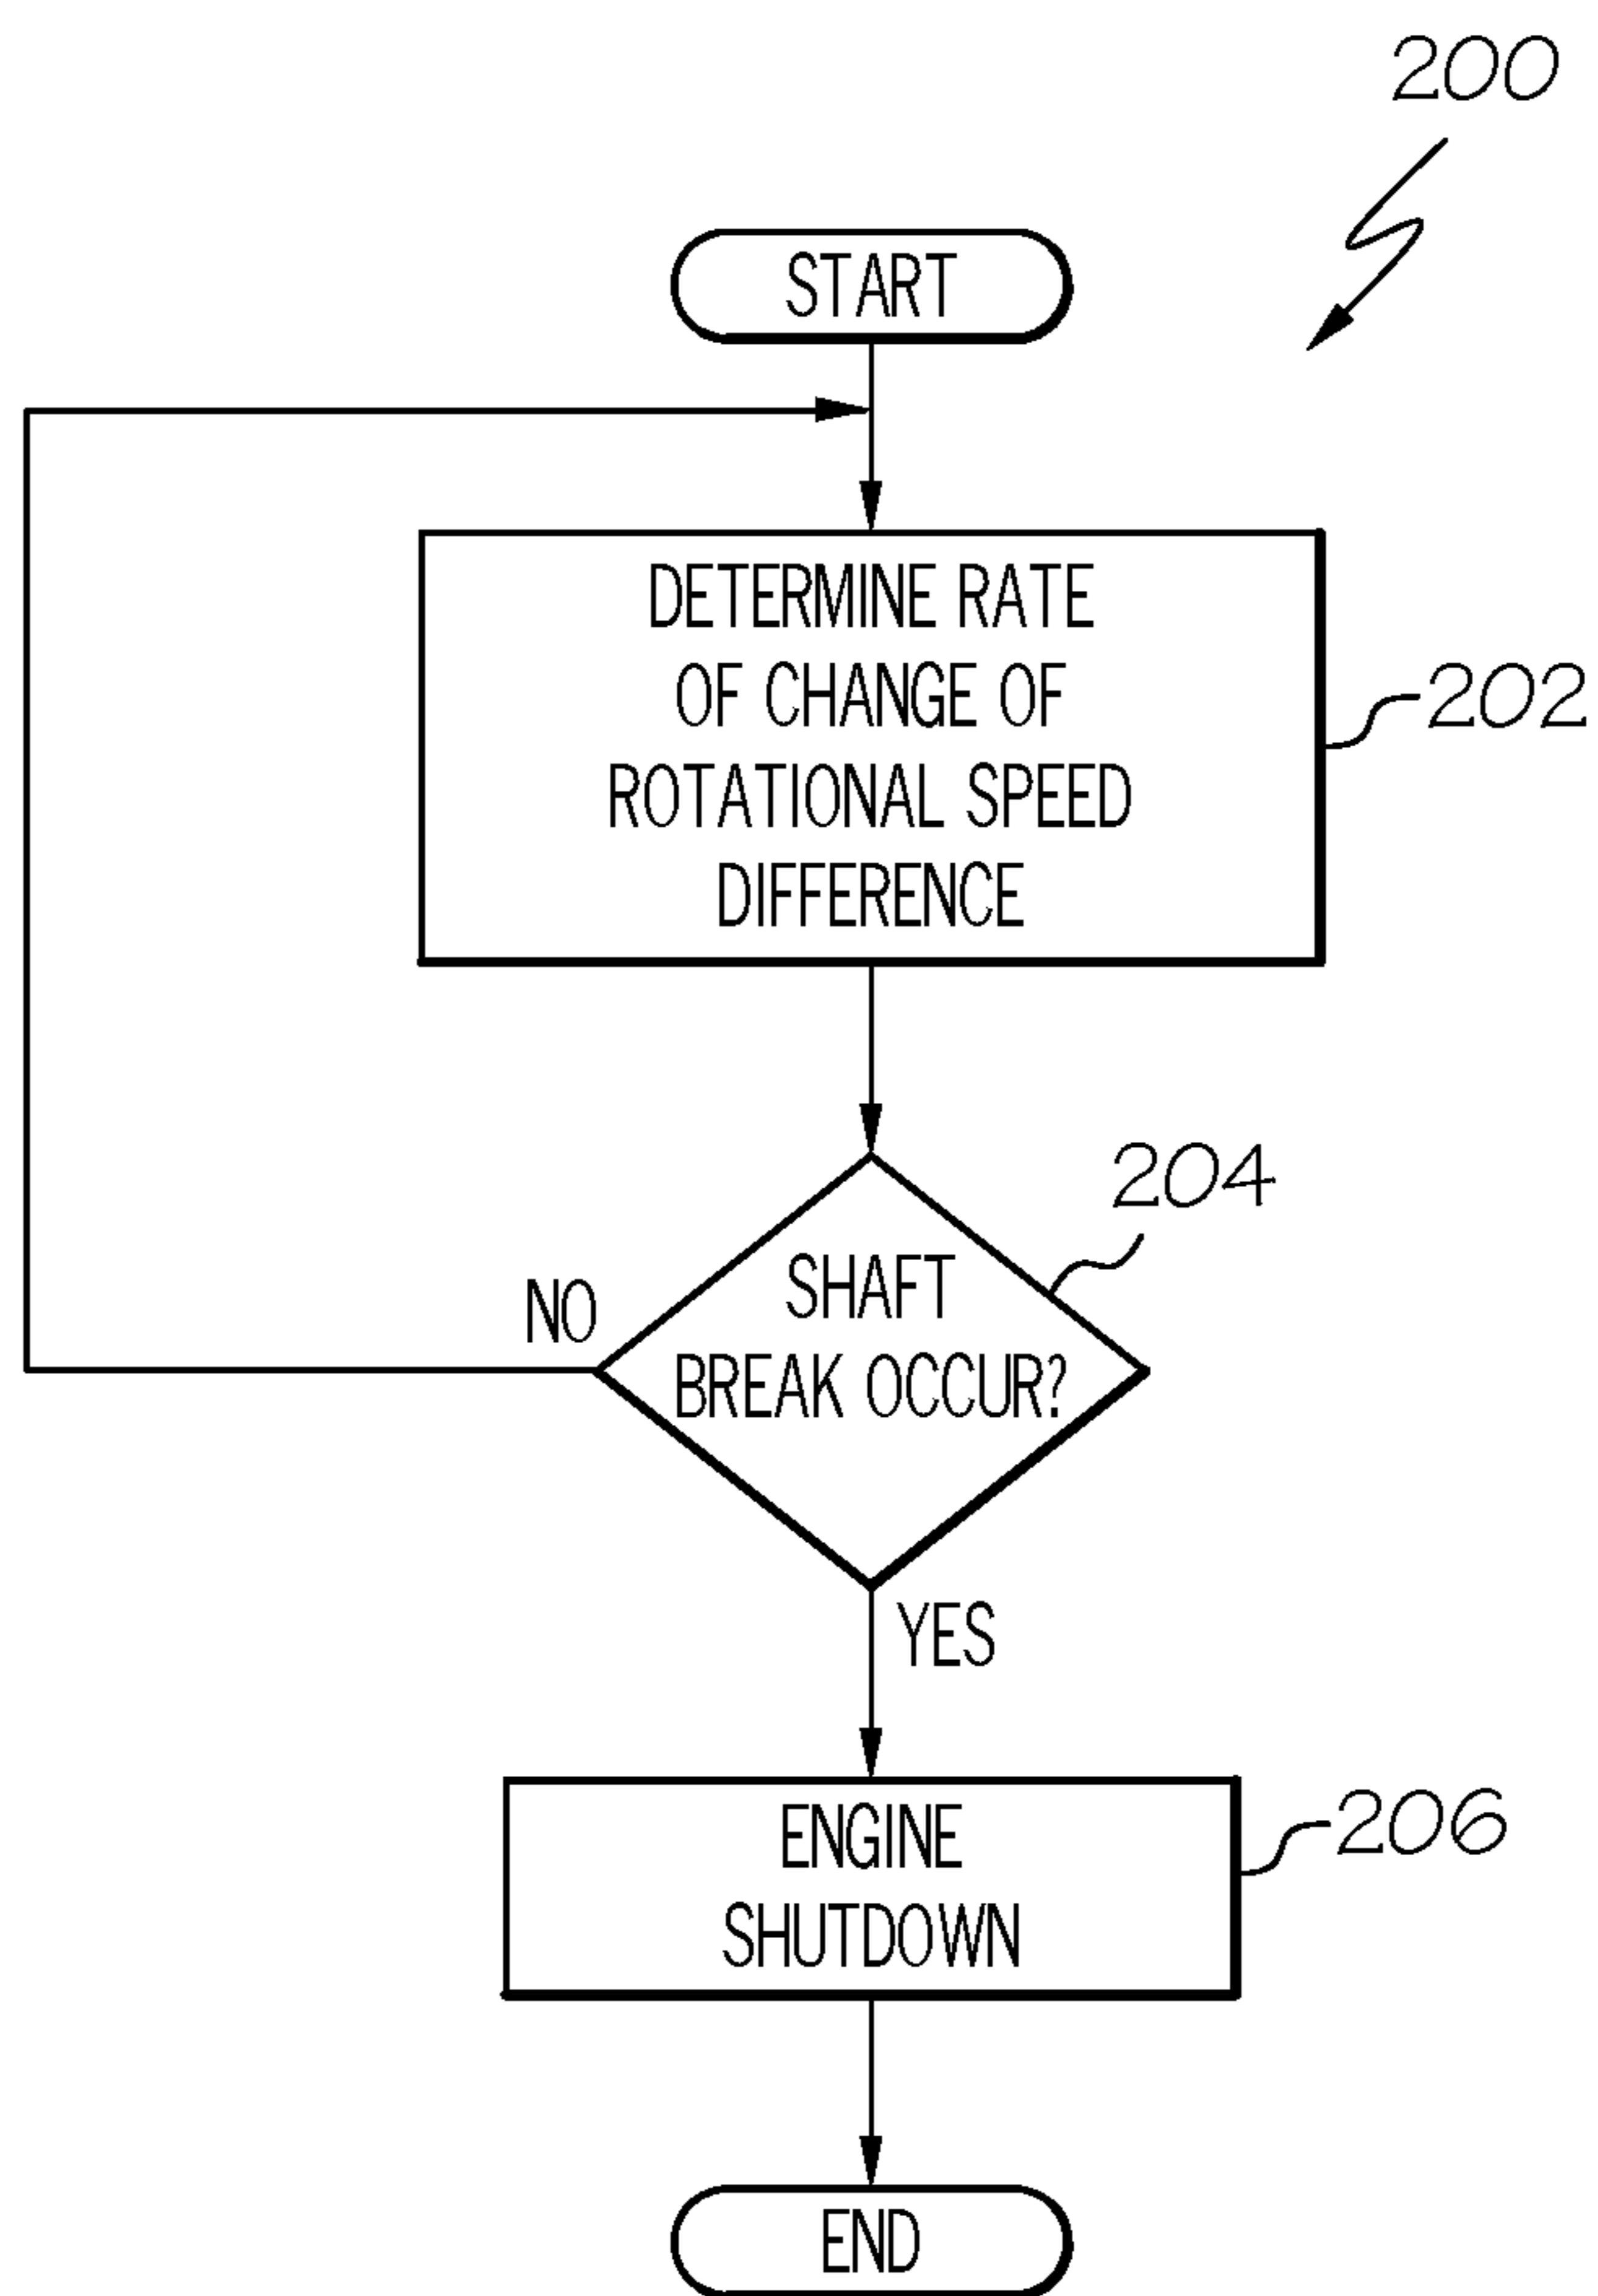 200
START
DETERMINE RATE
OF CHANGE OF
ROTATIONAL SPEED
DIFFERENCE
202
204
SHAFT
BREAK OCCUR?
NO
YES
ENGINE
SHUTDOWN
206
END